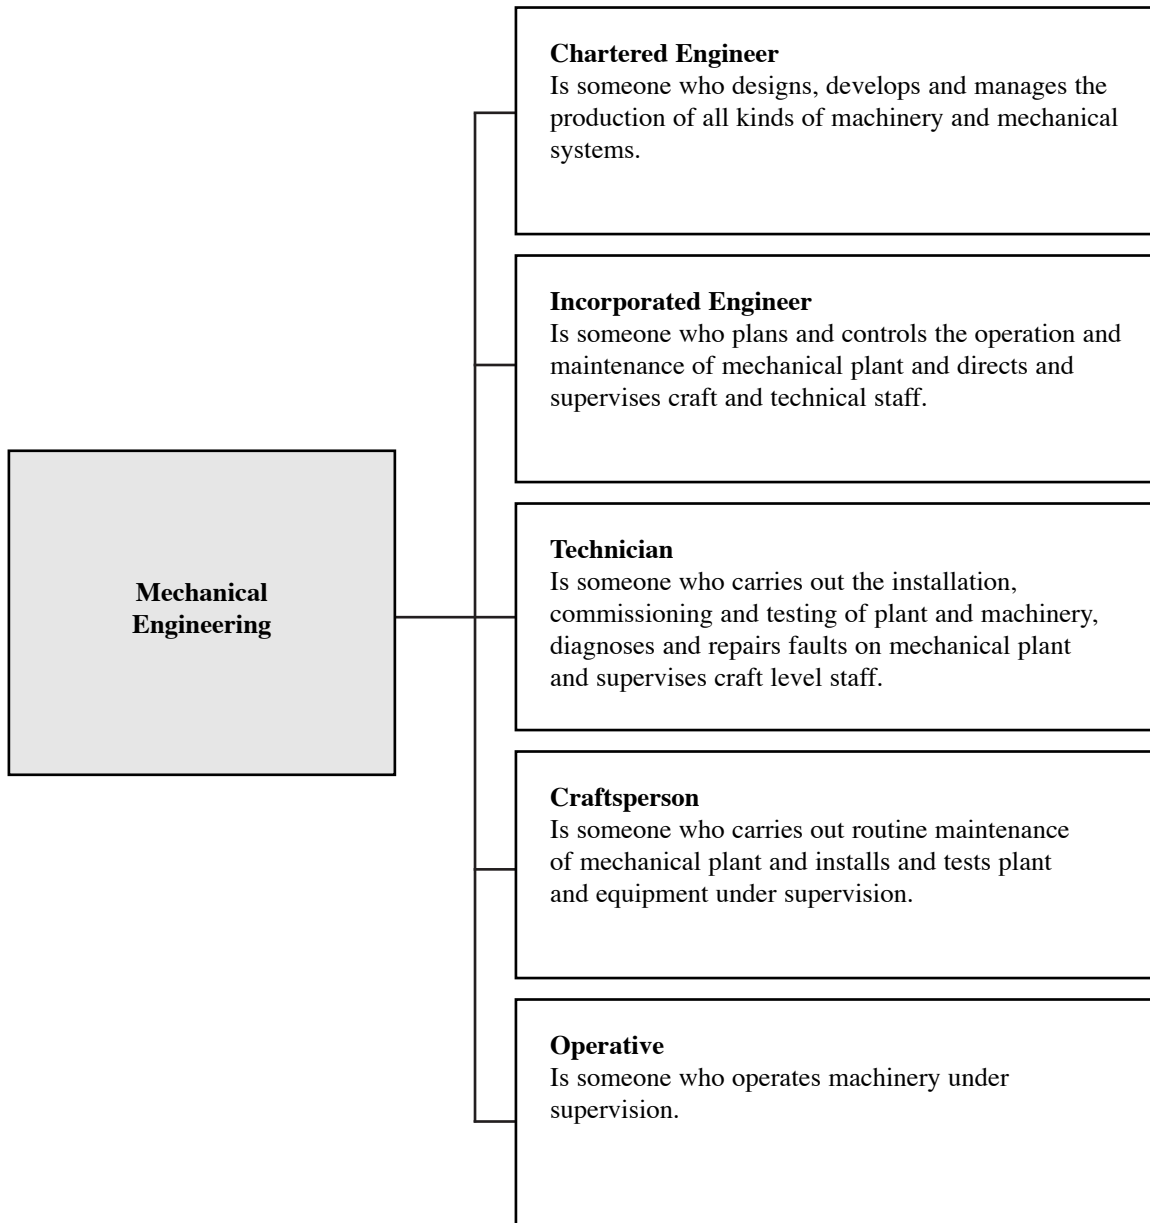 Chartered Engineer
Is someone who designs, develops and manages the
production of all kinds of machinery and mechanical
systems.
Incorporated Engineer
Is someone who plans and controls the operation and
maintenance of mechanical plant and directs and
supervises craft and technical staff.
Mechanical
Engineering
Technician
Is someone who carries out the installation,
commissioning and testing of plant and machinery,
diagnoses and repairs faults on mechanical plant
and supervises craft level staff.
Craftsperson
Is someone who carries out routine maintenance
of mechanical plant and installs and tests plant
and equipment under supervision.
Operative
Is someone who operates machinery under
supervision.